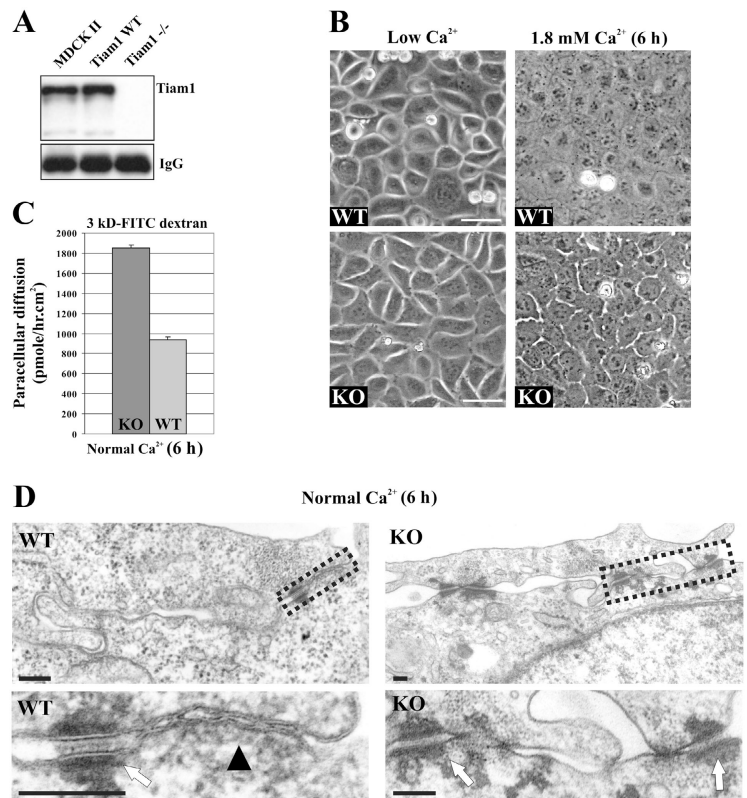 A
MDCK II
Tiam1 WT
Tiam1 -/-
Tiam1
IgG
B
Low Ca²⁺
1.8 mM Ca²⁺ (6 h)
WT
WT
KO
KO
C
3 kD-FITC dextran
Paracellular diffusion
(pmole/hr.cm²)
2000
1800
1600
1400
1200
1000
800
600
400
200
0
KO
WT
Normal Ca²⁺ (6 h)
D
Normal Ca²⁺ (6 h)
WT
KO
WT
KO